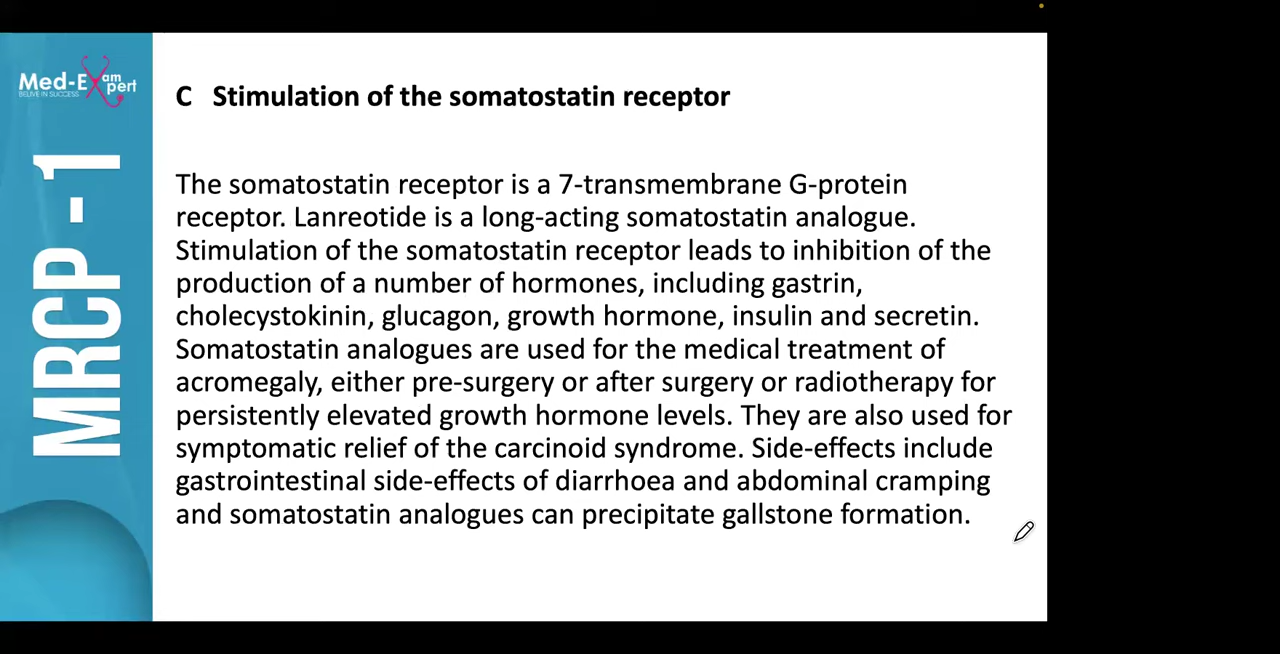 Med-Exam
pert
BELIVE IN SUCCESS
MRCP - 1
C Stimulation of the somatostatin receptor
The somatostatin receptor is a 7-transmembrane G-protein
receptor. Lanreotide is a long-acting somatostatin analogue.
Stimulation of the somatostatin receptor leads to inhibition of the
production of a number of hormones, including gastrin,
cholecystokinin, glucagon, growth hormone, insulin and secretin.
Somatostatin analogues are used for the medical treatment of
acromegaly, either pre-surgery or after surgery or radiotherapy for
persistently elevated growth hormone levels. They are also used for
symptomatic relief of the carcinoid syndrome. Side-effects include
gastrointestinal side-effects of diarrhoea and abdominal cramping
and somatostatin analogues can precipitate gallstone formation.